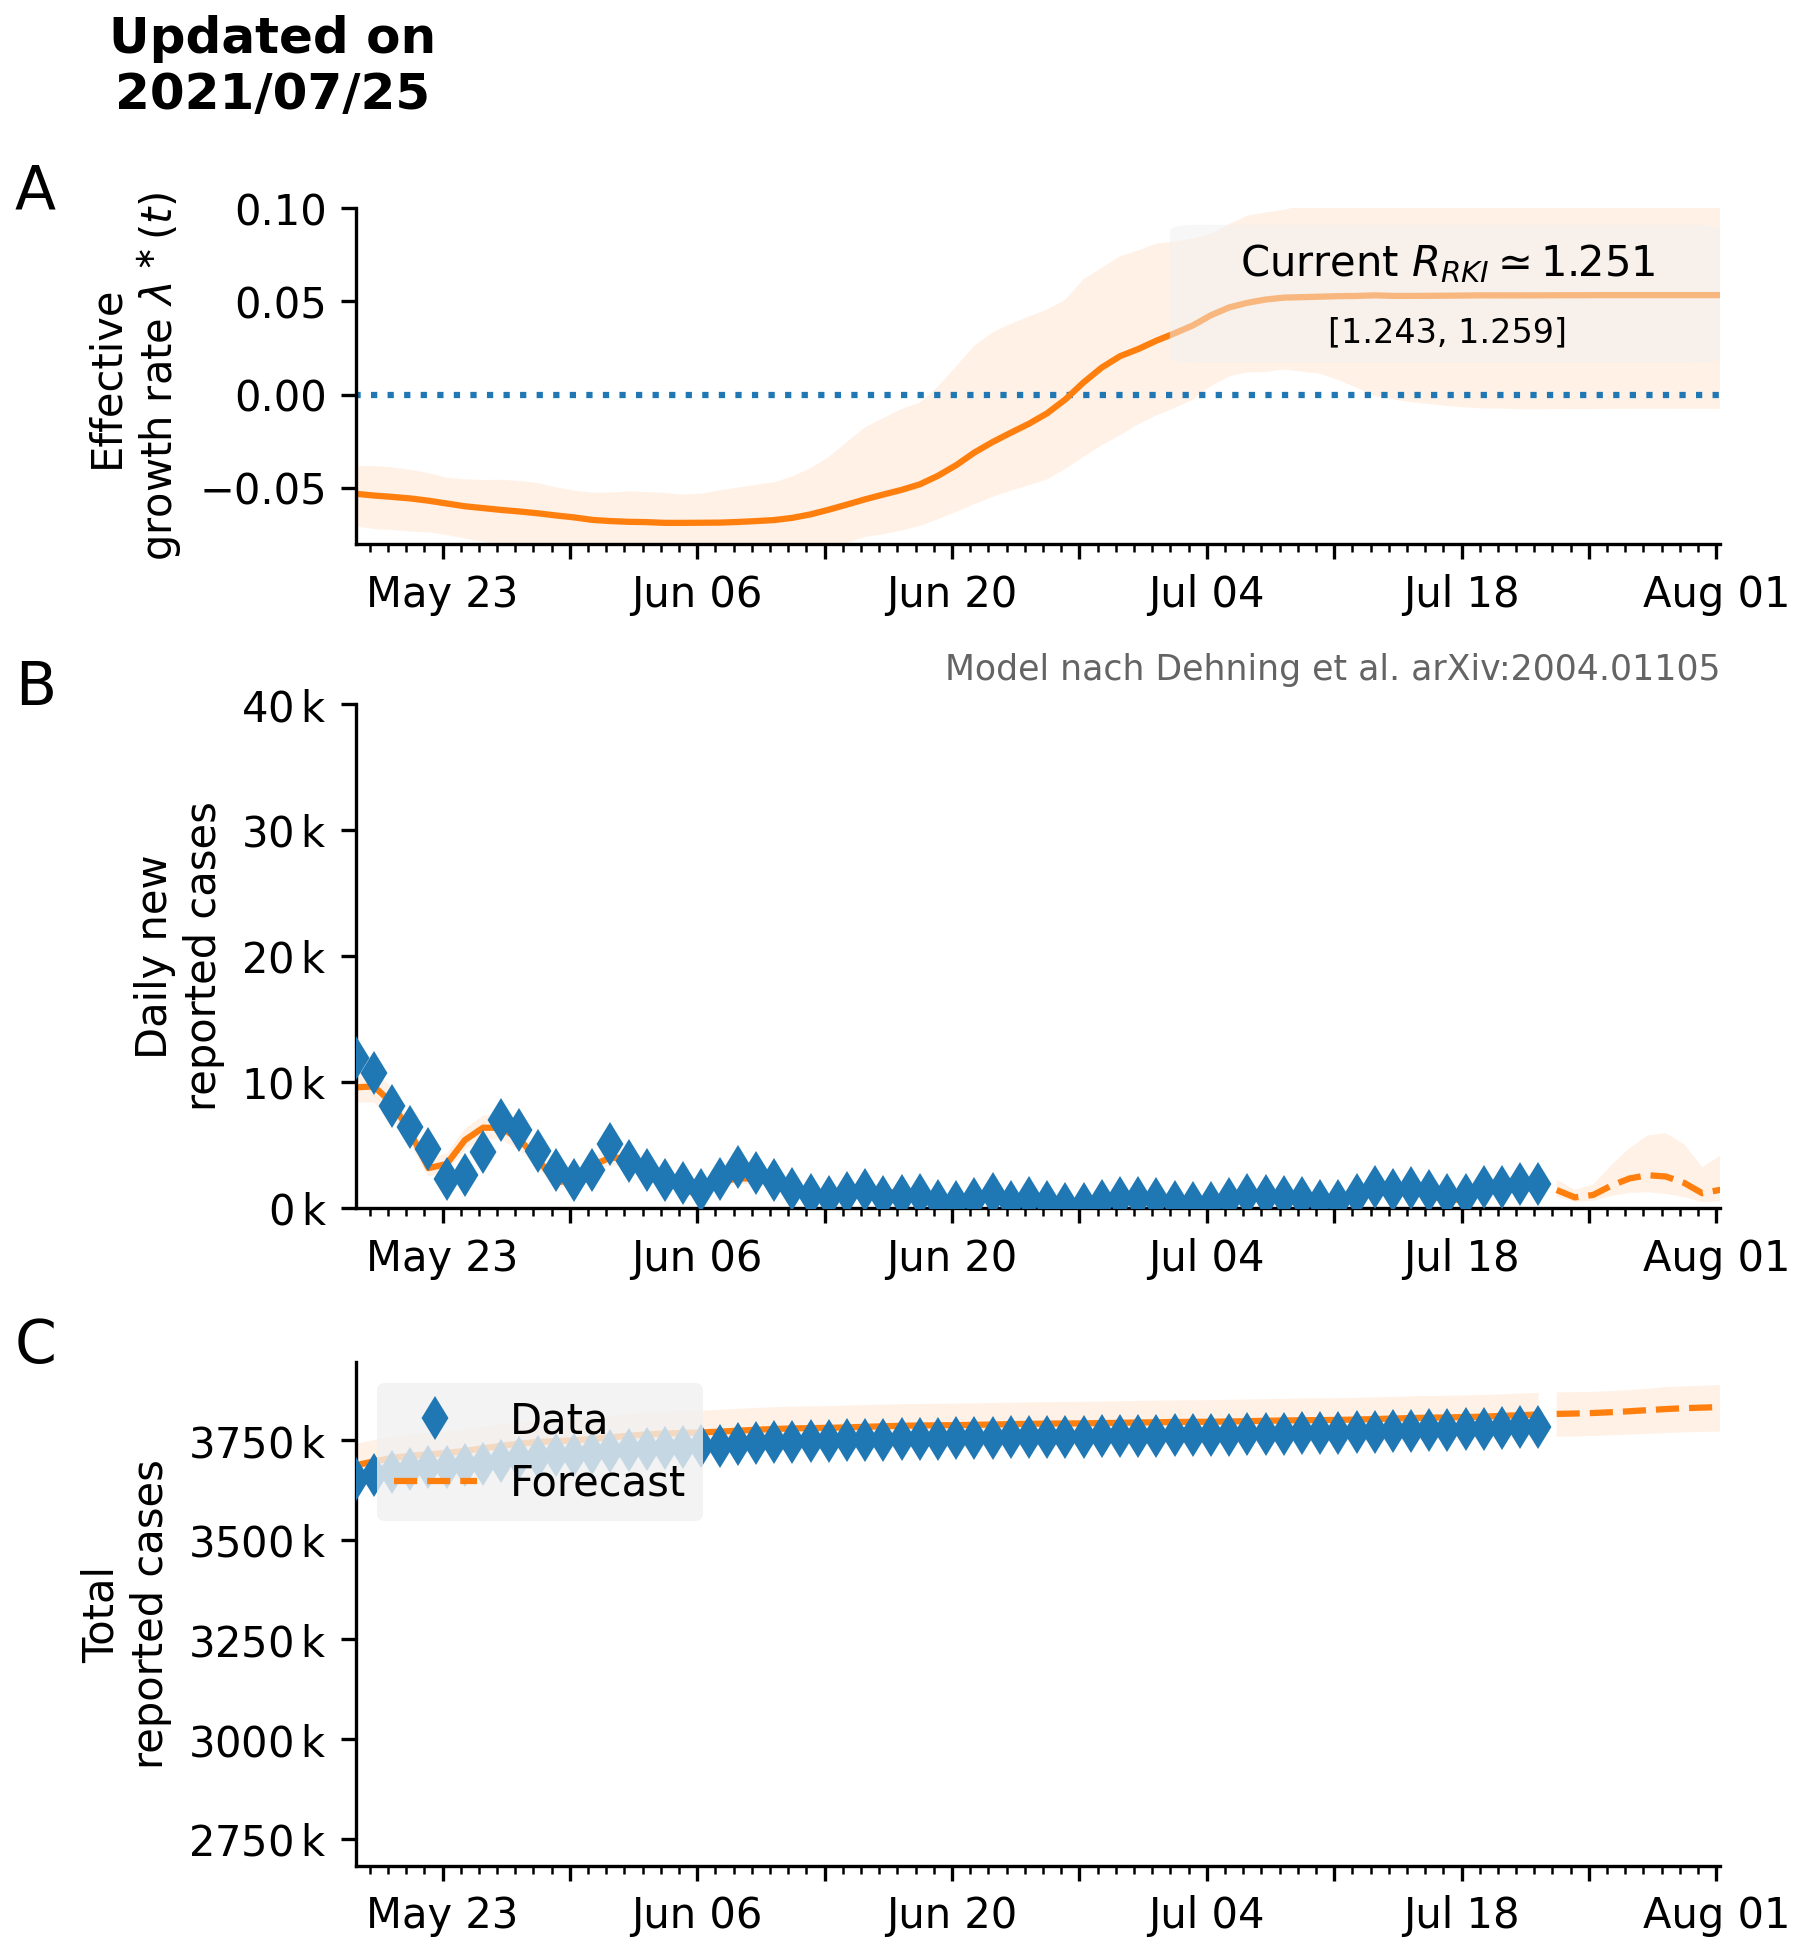 Updated on
2021/07/25
A
Effective
growth rate λ * (t)
0.10
0.05
0.00
−0.05
Current R_RKI ≃ 1.251
[1.243, 1.259]
May 23 Jun 06 Jun 20 Jul 04 Jul 18 Aug 01
Model nach Dehning et al. arXiv:2004.01105
B
Daily new
reported cases
40 k
30 k
20 k
10 k
0 k
May 23 Jun 06 Jun 20 Jul 04 Jul 18 Aug 01
C
Total
reported cases
Data
Forecast
3750 k
3500 k
3250 k
3000 k
2750 k
May 23 Jun 06 Jun 20 Jul 04 Jul 18 Aug 01